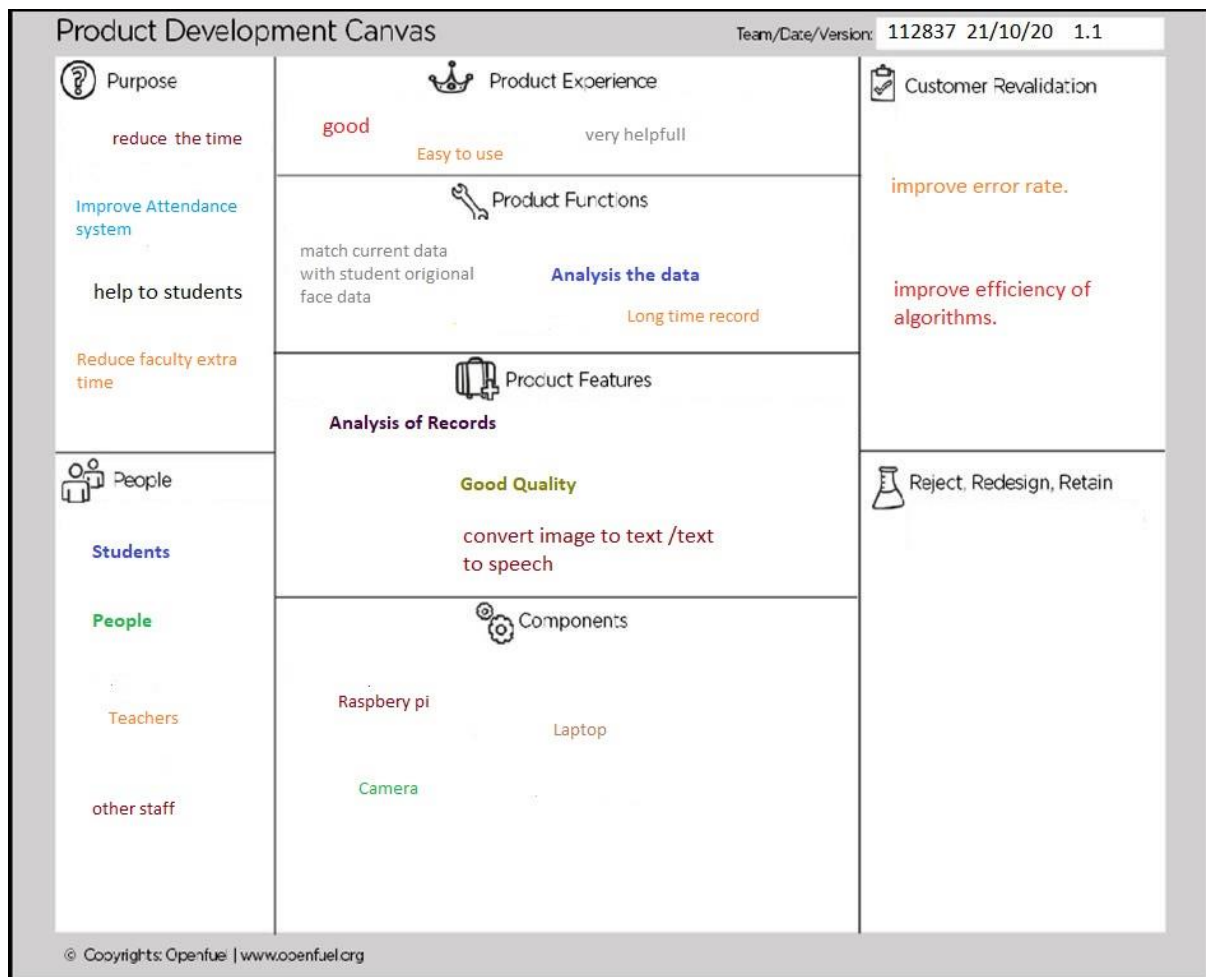 Product Development Canvas
Team/Date/Version: 112837 21/10/20 1.1
Purpose
reduce the time
Improve Attendance
system
help to students
Reduce faculty extra
time
People
Students
People
Teachers
other staff
Product Experience
good
very helpfull
Easy to use
Product Functions
match current data
with student origional
face data
Analysis the data
Long time record
Product Features
Analysis of Records
Good Quality
convert image to text /text
to speech
Components
Raspbery pi
Laptop
Camera
Customer Revalidation
improve error rate.
improve efficiency of
algorithms.
Reject, Redesign, Retain
© Copyrights: Openfuel | www.openfuel.org